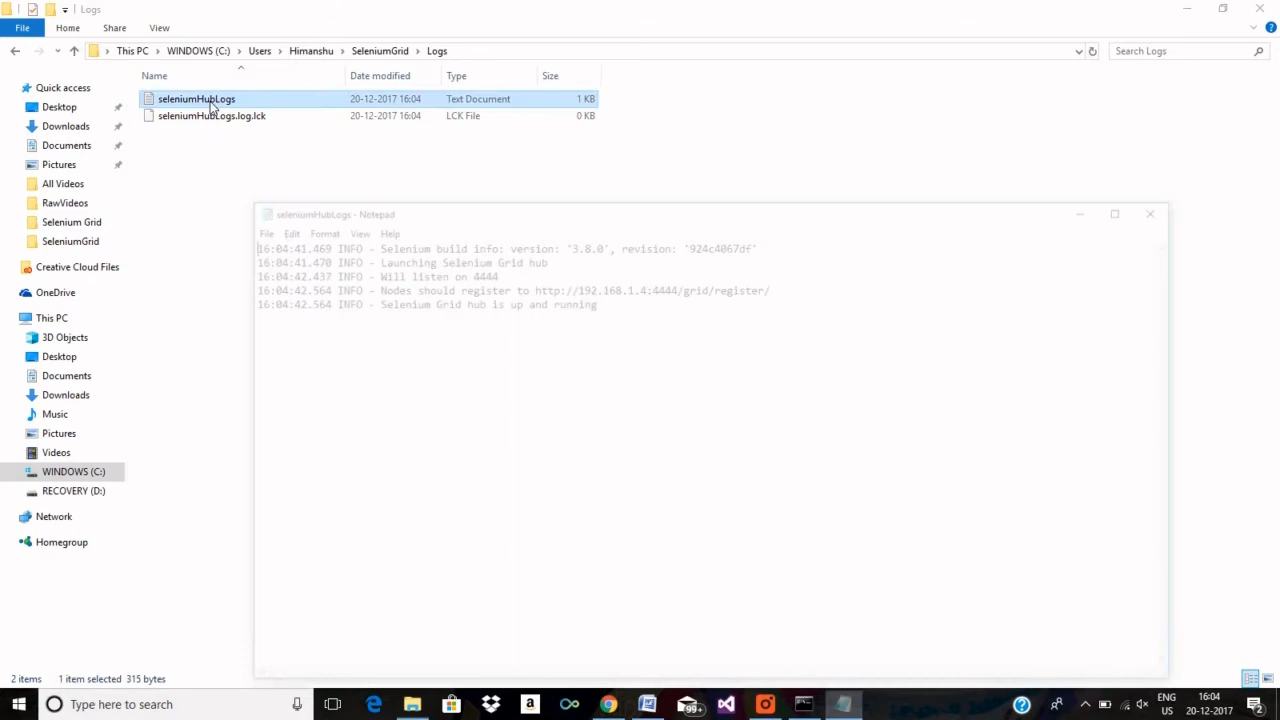 Logs
File
Home
Share
View
This PC
WINDOWS (C:)
Users
Himanshu
SeleniumGrid
Logs
Search Logs
Name
Date modified
Type
Size
seleniumHubLogs
20-12-2017 16:04
Text Document
1 KB
seleniumHubLogs.log.lck
20-12-2017 16:04
LCK File
0 KB
Quick access
Desktop
Downloads
Documents
Pictures
All Videos
RawVideos
Selenium Grid
SeleniumGrid
Creative Cloud Files
OneDrive
This PC
3D Objects
Desktop
Documents
Downloads
Music
Pictures
Videos
WINDOWS (C:)
RECOVERY (D:)
Network
Homegroup
seleniumHubLogs - Notepad
File Edit Format View Help
16:04:41.469 INFO - Selenium build info: version: '3.8.0', revision: '924c4067df'
16:04:41.470 INFO - Launching Selenium Grid hub
16:04:42.437 INFO - Will listen on 4444
16:04:42.564 INFO - Nodes should register to http://192.168.1.4:4444/grid/register/
16:04:42.564 INFO - Selenium Grid hub is up and running
2 items
1 item selected 315 bytes
Type here to search
a
99+
ENG
US
16:04
20-12-2017
2